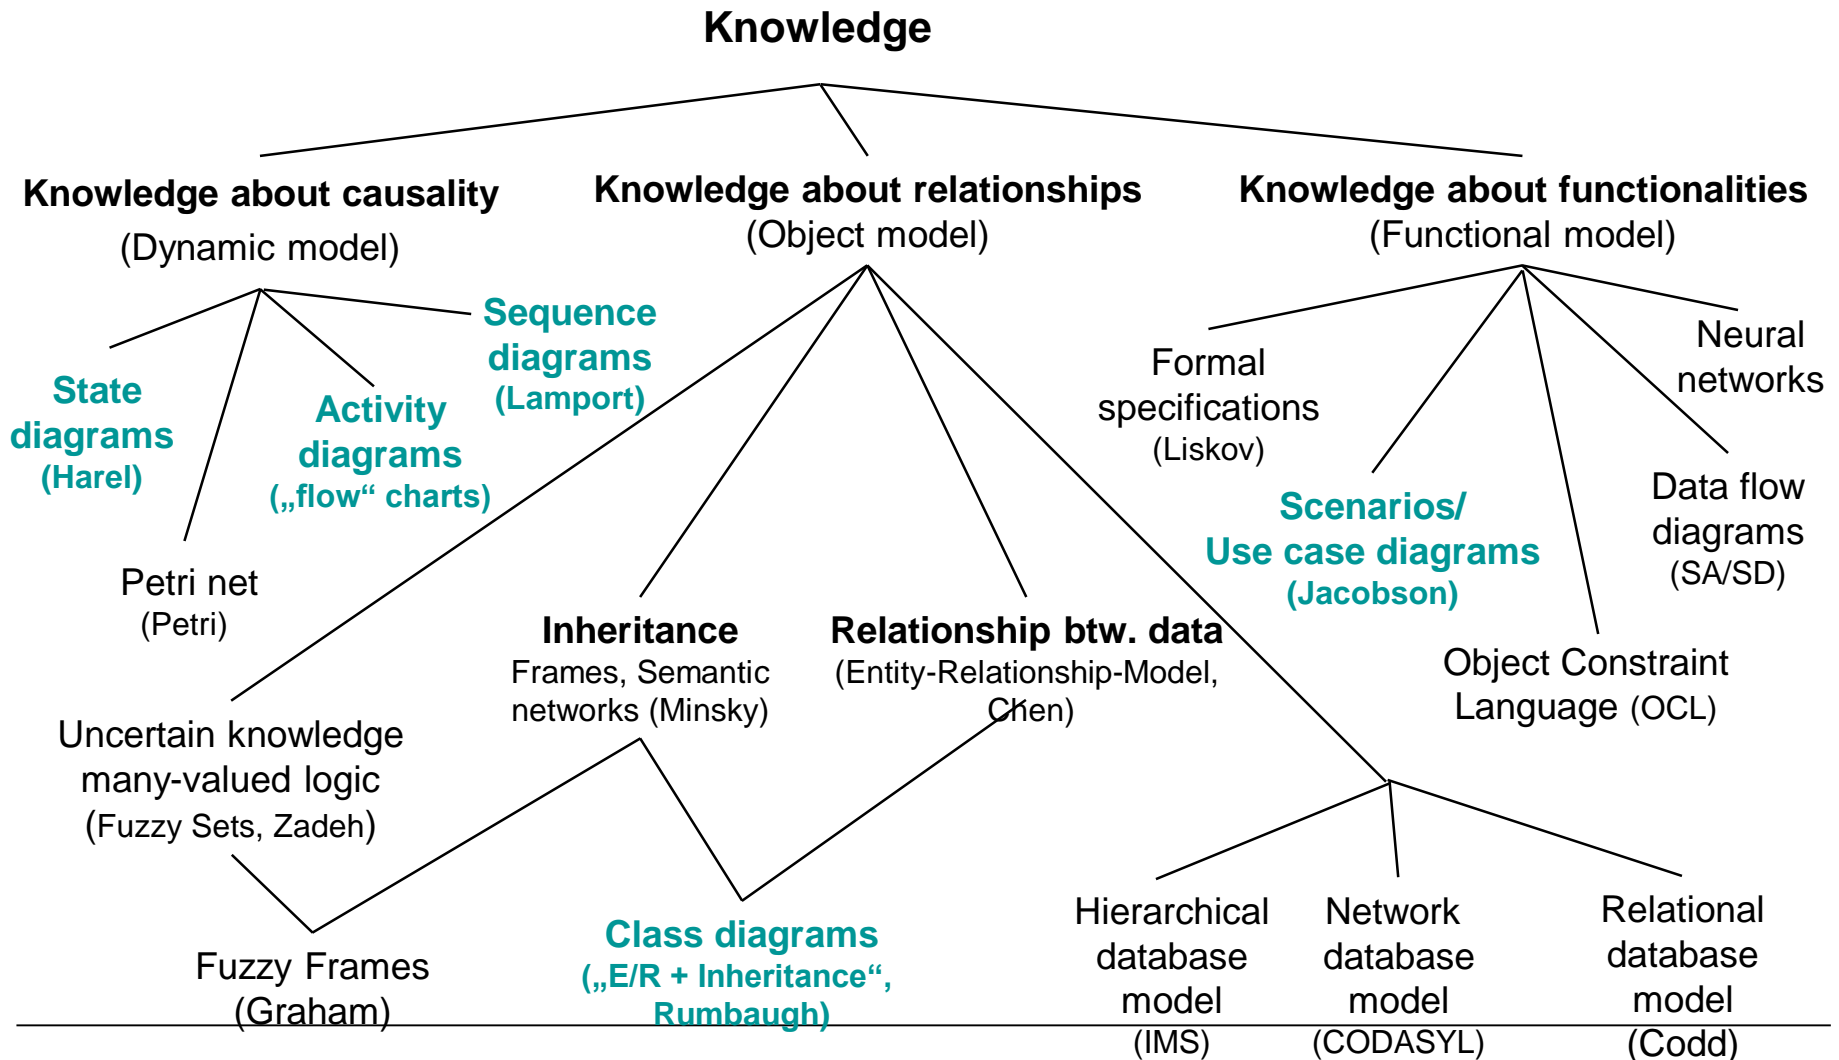 Knowledge
Knowledge about causality
(Dynamic model)
Knowledge about relationships
(Object model)
Knowledge about functionalities
(Functional model)
State
diagrams
(Harel)
Petri net
(Petri)
Activity
diagrams
(„flow“ charts)
Sequence
diagrams
(Lamport)
Uncertain knowledge
many-valued logic
(Fuzzy Sets, Zadeh)
Inheritance
Frames, Semantic
networks (Minsky)
Relationship btw. data
(Entity-Relationship-Model,
Chen)
Formal
specifications
(Liskov)
Scenarios/
Use case diagrams
(Jacobson)
Object Constraint
Language (OCL)
Data flow
diagrams
(SA/SD)
Neural
networks
Fuzzy Frames
(Graham)
Class diagrams
(„E/R + Inheritance“,
Rumbaugh)
Hierarchical
database
model
(IMS)
Network
database
model
(CODASYL)
Relational
database
model
(Codd)